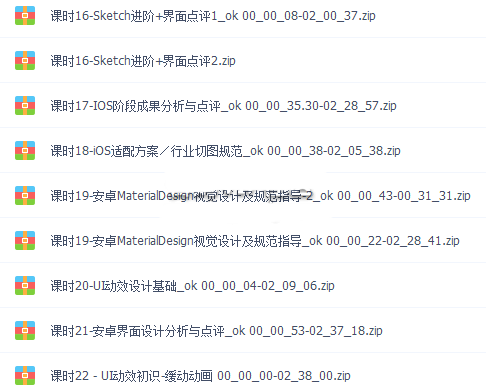 课时16-Sketch进阶+界面点评1_ok 00_00_08-02_00_37.zip
课时16-Sketch进阶+界面点评2.zip
课时17-IOS阶段成果分析与点评_ok 00_00_35.30-02_28_57.zip
课时18-iOS适配方案／行业切图规范_ok 00_00_38-02_05_38.zip
课时19-安卓MaterialDesign视觉设计及规范指导-2_ok 00_00_43-00_31_31.zip
课时19-安卓MaterialDesign视觉设计及规范指导_ok 00_00_22-02_28_41.zip
课时20-UI动效设计基础_ok 00_00_04-02_09_06.zip
课时21-安卓界面设计分析与点评_ok 00_00_53-02_37_18.zip
课时22 - UI动效初识-缓动动画 00_00_00-02_38_00.zip